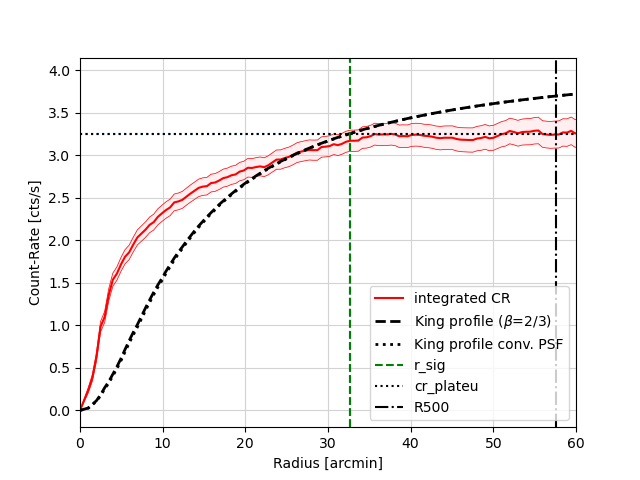 4.0
3.5
3.0
2.5
2.0
1.5
1.0
0.5
0.0
Count-Rate [cts/s]
integrated CR
King profile (β=2/3)
King profile conv. PSF
r_sig
cr_plateu
R500
0 10 20 30 40 50 60
Radius [arcmin]